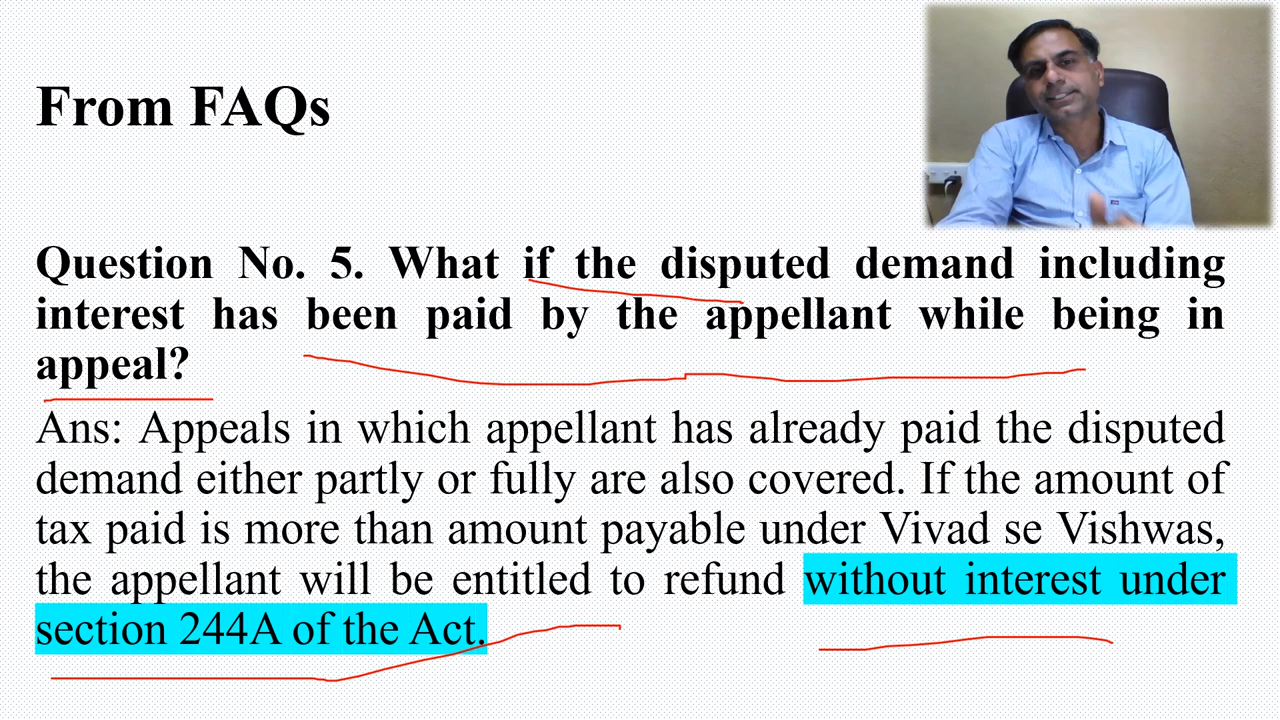 From FAQs
Question No. 5. What if the disputed demand including
interest has been paid by the appellant while being in
appeal?
Ans: Appeals in which appellant has already paid the disputed
demand either partly or fully are also covered. If the amount of
tax paid is more than amount payable under Vivad se Vishwas,
the appellant will be entitled to refund without interest under
section 244A of the Act.